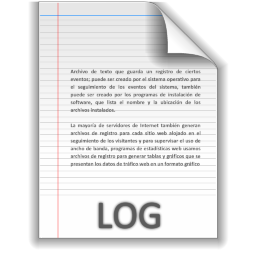 Archivo de texto que guarda un registro de ciertos
eventos; puede ser creado por el sistema operativo para
el seguimiento de los eventos del sistema, también
puede ser creado por los programas de instalación de
software, que lista el nombre y la ubicación de los
archivos instalados.
La mayoría de servidores de Internet también generan
archivos de registro para cada sitio web alojado en el
seguimiento de los visitantes y para supervisar el uso de
ancho de banda, programas de estadísticas web usamos
archivos de registro para generar tablas y gráficos que se
presenten los datos de tráfico web en un formato gráfico
LOG